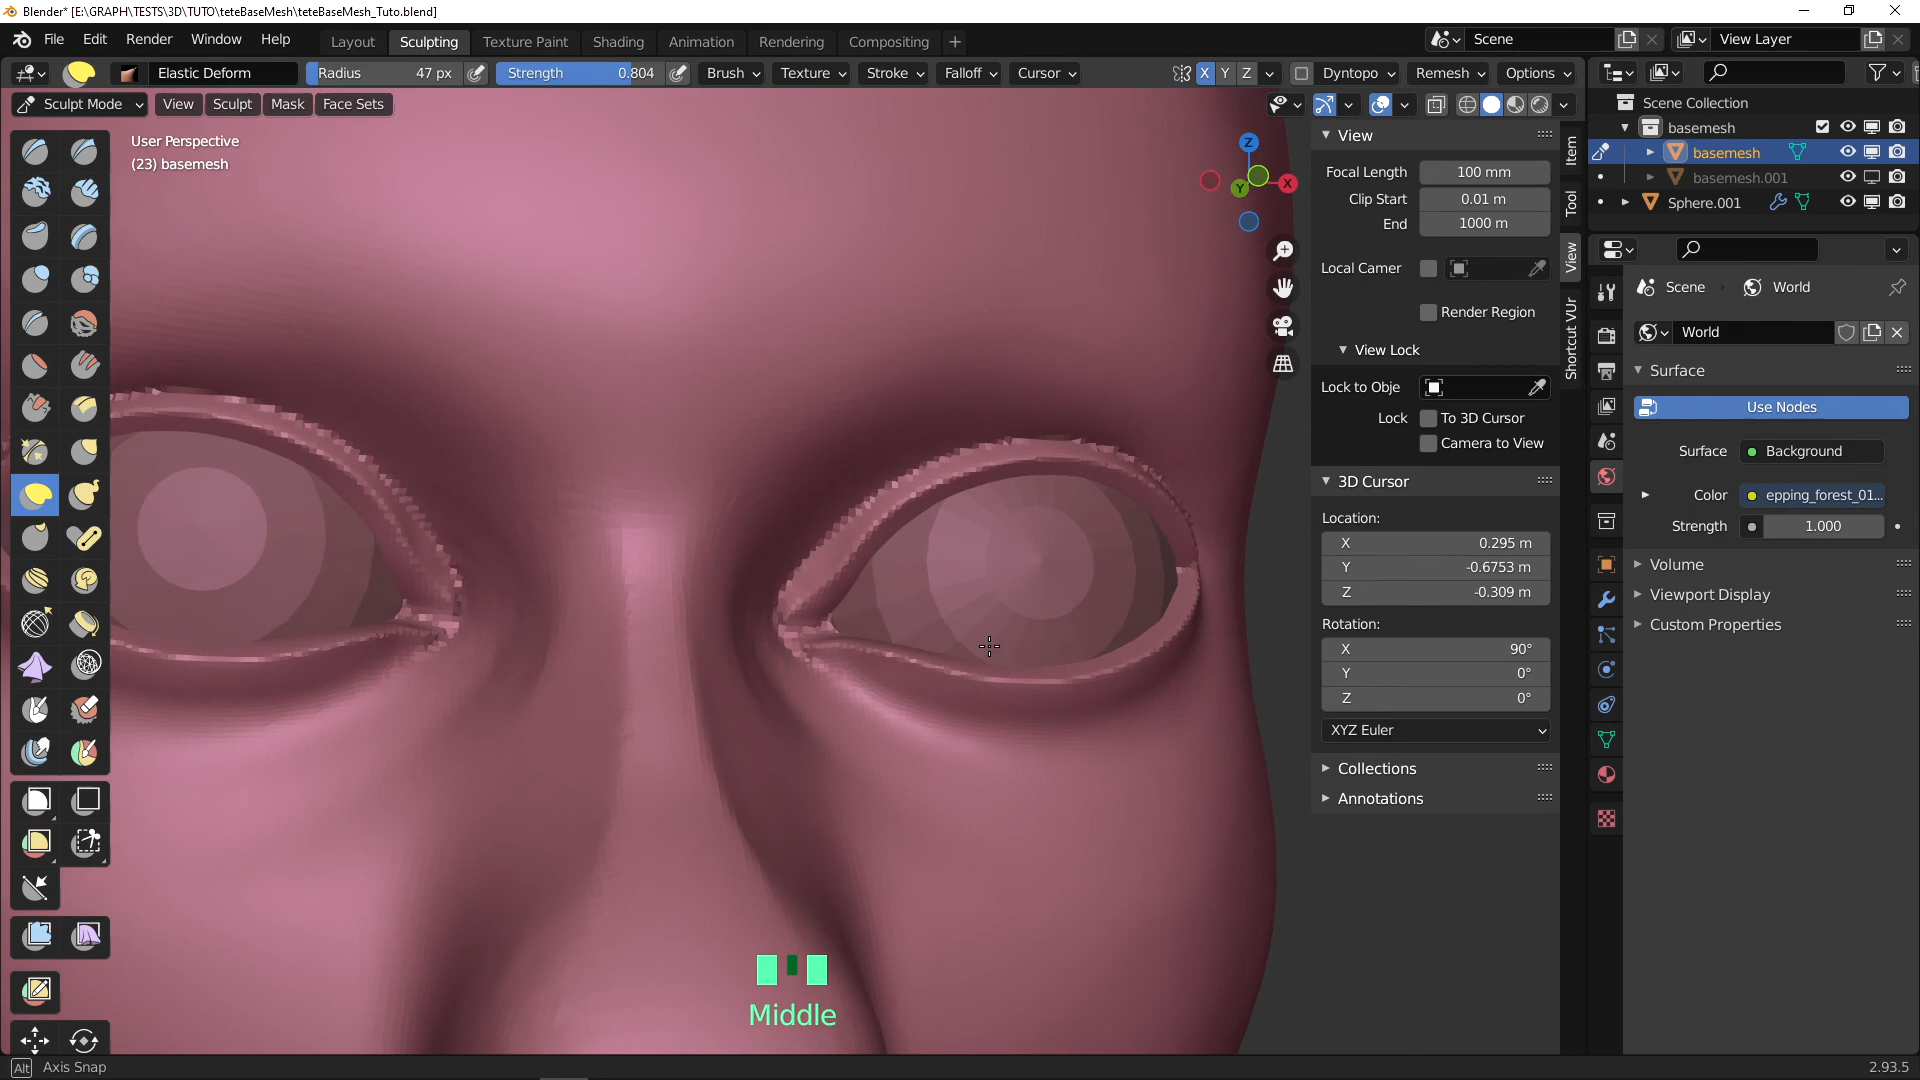 Blender* [E:\GRAPH\TESTS\3D\TUTO\teteBaseMesh\teteBaseMesh_Tuto.blend]
File Edit Render Window Help Layout Sculpting Texture Paint Shading Modeling Animation Rendering Compositing Scene View Layer
Elastic Deform Radius 47 px Strength 0.804 Brush Texture Stroke Falloff Cursor X Y Z Dyntopo Remesh Options
Sculpt Mode View Sculpt Mask Face Sets
User Perspective
(23) basemesh
Z
X
Y
View
Focal Length 100 mm
Clip Start 0.01 m
End 1000 m
Local Camer
Render Region
View Lock
Lock to Obje
Lock To 3D Cursor
Camera to View
3D Cursor
Location:
X 0.295 m
Y -0.6753 m
Z -0.309 m
Rotation:
X 90°
Y 0°
Z 0°
XYZ Euler
Collections
Annotations
Item
Tool
View
Shortcut VUr
Scene Collection
basemesh
basemesh
basemesh.001
Sphere.001
Scene World
World
Surface
Use Nodes
Surface Background
Color epping_forest_01...
Strength 1.000
Volume
Viewport Display
Custom Properties
Middle
Alt Axis Snap
2.93.5